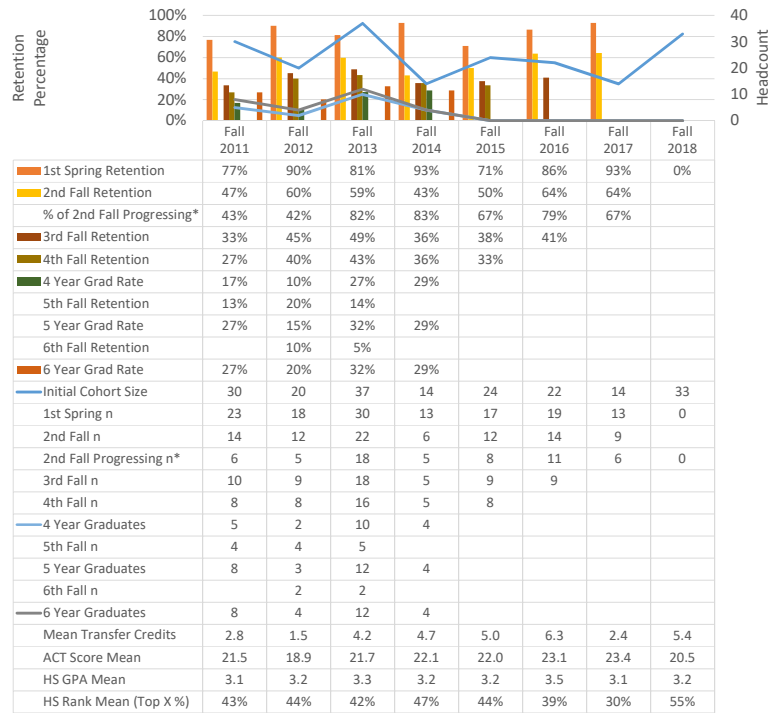 100% 40
80% 30
60% 20
40% 10
20%
0% 0
Retention
Percentage
Headcount
Fall Fall Fall Fall Fall Fall Fall Fall
2011 2012 2013 2014 2015 2016 2017 2018
1st Spring Retention 77% 90% 81% 93% 71% 86% 93% 0%
2nd Fall Retention 47% 60% 59% 43% 50% 64% 64%
% of 2nd Fall Progressing* 43% 42% 82% 83% 67% 79% 67%
3rd Fall Retention 33% 45% 49% 36% 38% 41%
4th Fall Retention 27% 40% 43% 36% 33%
4 Year Grad Rate 17% 10% 27% 29%
5th Fall Retention 13% 20% 14%
5 Year Grad Rate 27% 15% 32% 29%
6th Fall Retention 10% 5%
6 Year Grad Rate 27% 20% 32% 29%
Initial Cohort Size 30 20 37 14 24 22 14 33
1st Spring n 23 18 30 13 17 19 13 0
2nd Fall n 14 12 22 6 12 14 9
2nd Fall Progressing n* 6 5 18 5 8 11 6 0
3rd Fall n 10 9 18 5 9 9
4th Fall n 8 8 16 5 8
4 Year Graduates 5 2 10 4
5th Fall n 4 4 5
5 Year Graduates 8 3 12 4
6th Fall n 2 2
6 Year Graduates 8 4 12 4
Mean Transfer Credits 2.8 1.5 4.2 4.7 5.0 6.3 2.4 5.4
ACT Score Mean 21.5 18.9 21.7 22.1 22.0 23.1 23.4 20.5
HS GPA Mean 3.1 3.2 3.3 3.2 3.2 3.5 3.1 3.2
HS Rank Mean (Top X %) 43% 44% 42% 47% 44% 39% 30% 55%